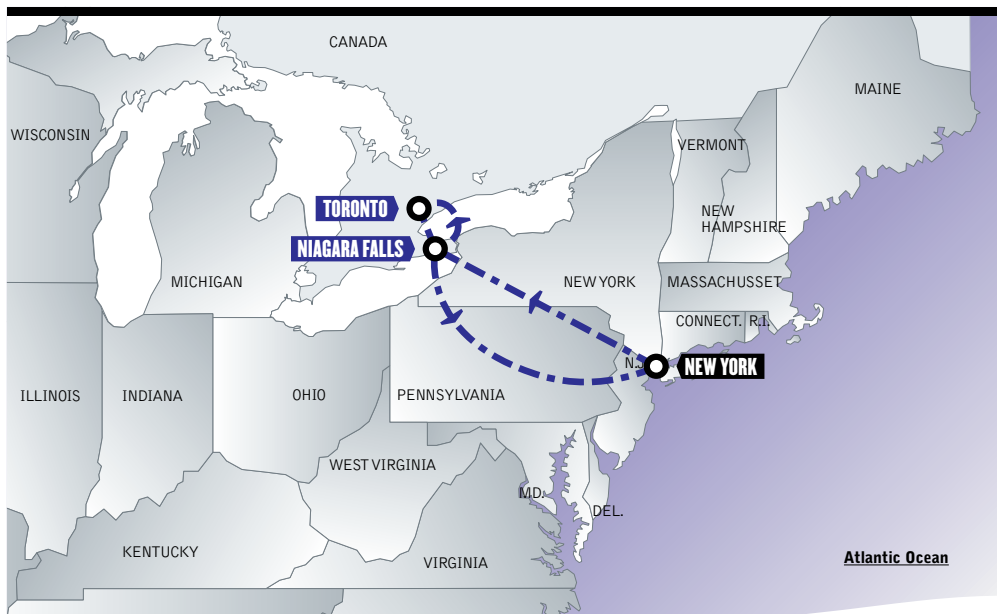 CANADA
MAINE
WISCONSIN
VERMONT
TORONTO
NEW
HAMPSHIRE
NIAGARA FALLS
MICHIGAN
NEW YORK
MASSACHUSSET
CONNECT. R.I.
N.J.
NEW YORK
ILLINOIS
INDIANA
OHIO
PENNSYLVANIA
WEST VIRGINIA
MD.
DEL.
KENTUCKY
VIRGINIA
Atlantic Ocean